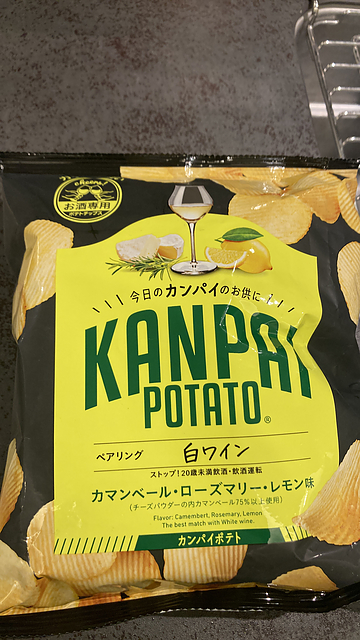 お酒専用
ポテトチップス
今日のカンパイのお供に
KANPAI
POTATO®
ペアリング 白ワイン
ストップ!20歳未満飲酒・飲酒運転
カマンベール・ローズマリー・レモン味
(チーズパウダーの内カマンベール75%以上使用)
Flavor: Camembert, Rosemary, Lemon
The best match with White wine.
カンパイポテト